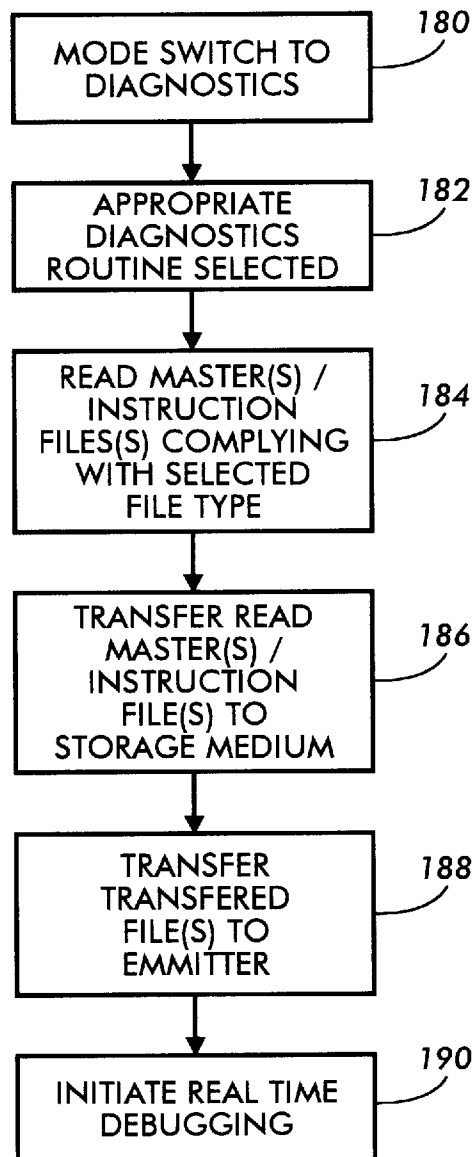 180
MODE SWITCH TO
DIAGNOSTICS
182
APPROPRIATE
DIAGNOSTICS
ROUTINE SELECTED
184
READ MASTER(S) /
INSTRUCTION
FILES(S) COMPLYING
WITH SELECTED
FILE TYPE
186
TRANSFER READ
MASTER(S) /
INSTRUCTION
FILE(S) TO
STORAGE MEDIUM
188
TRANSFER
TRANSFERED
FILE(S) TO
EMMITTER
190
INITIATE REAL TIME
DEBUGGING